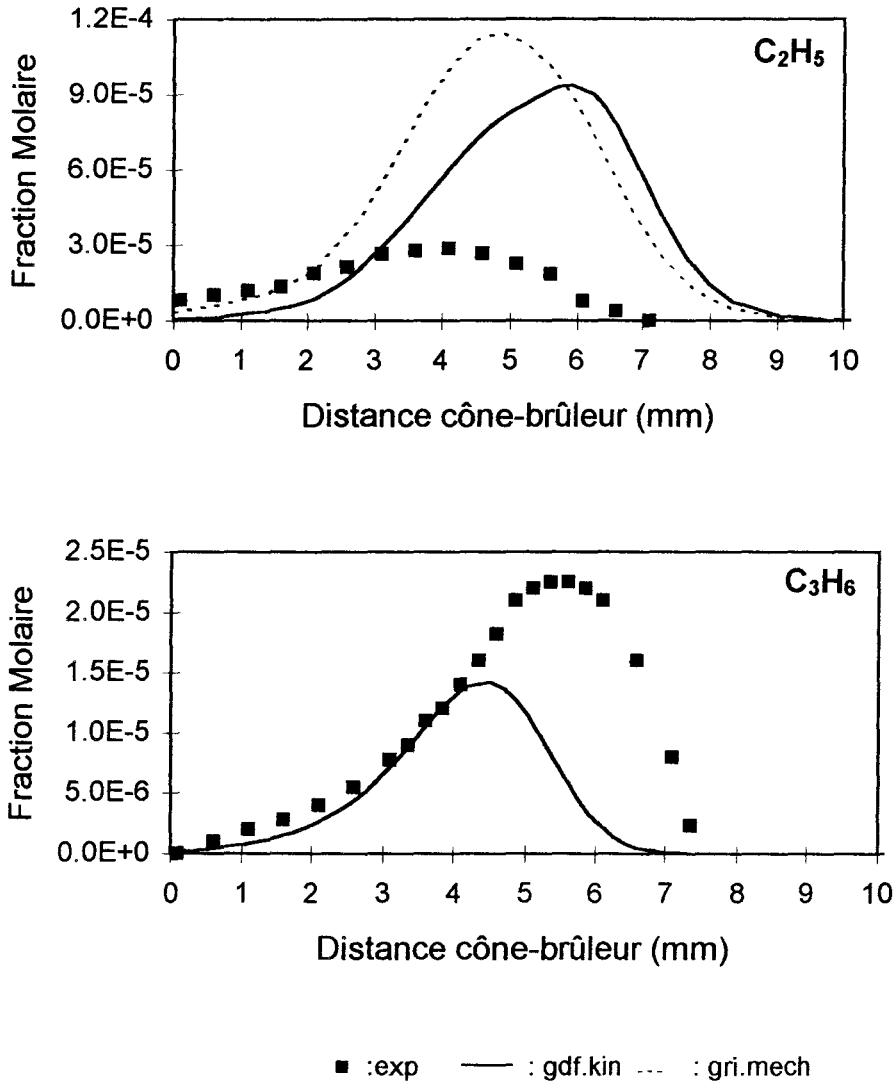 1.2E-4
9.0E-5
6.0E-5
3.0E-5
0.0E+0
Fraction Molaire
C₂H₅
0 1 2 3 4 5 6 7 8 9 10
Distance cône-brûleur (mm)
2.5E-5
2.0E-5
1.5E-5
1.0E-5
5.0E-6
0.0E+0
Fraction Molaire
C₃H₆
0 1 2 3 4 5 6 7 8 9 10
Distance cône-brûleur (mm)
:exp : gdf.kin : gri.mech